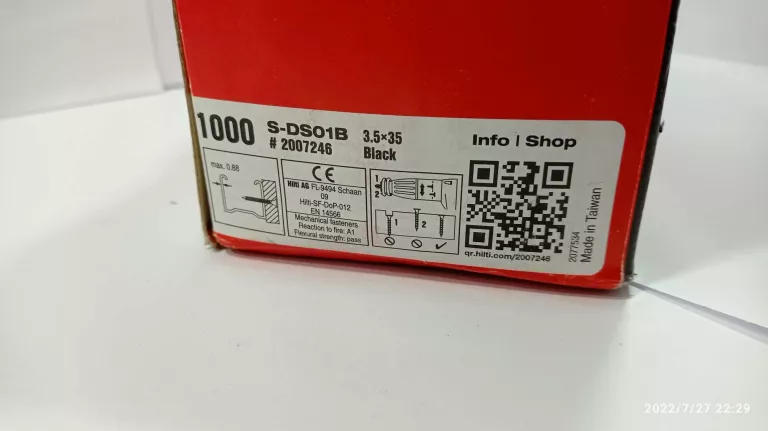 1000
S-DS01B 3.5×35
# 2007246 Black
Info | Shop
max. 0.88
CE
Hilti AG FL-9494 Schaan
09
Hilti-SF-DoP-012
EN 14566
Mechanical fasteners
Reaction to fire: A1
Flexural strength: pass
1
2
1
2
qr.hilti.com/2007246
2077534
Made in Taiwan
2022/7/27 22:29